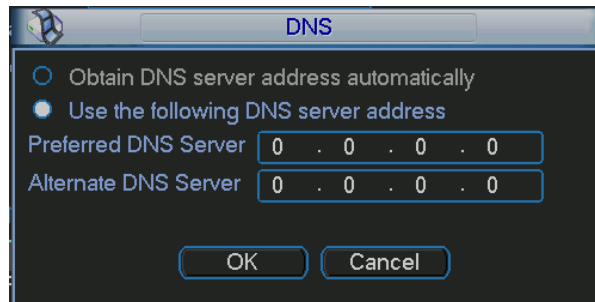 DNS
Obtain DNS server address automatically
Use the following DNS server address
Preferred DNS Server 0 . 0 . 0 . 0
Alternate DNS Server 0 . 0 . 0 . 0
OK Cancel